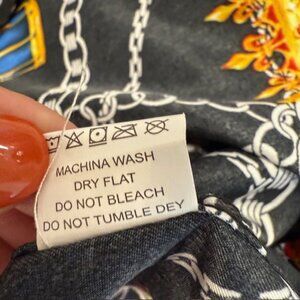 MACHINA WASH
DRY FLAT
DO NOT BLEACH
DO NOT TUMBLE DEY